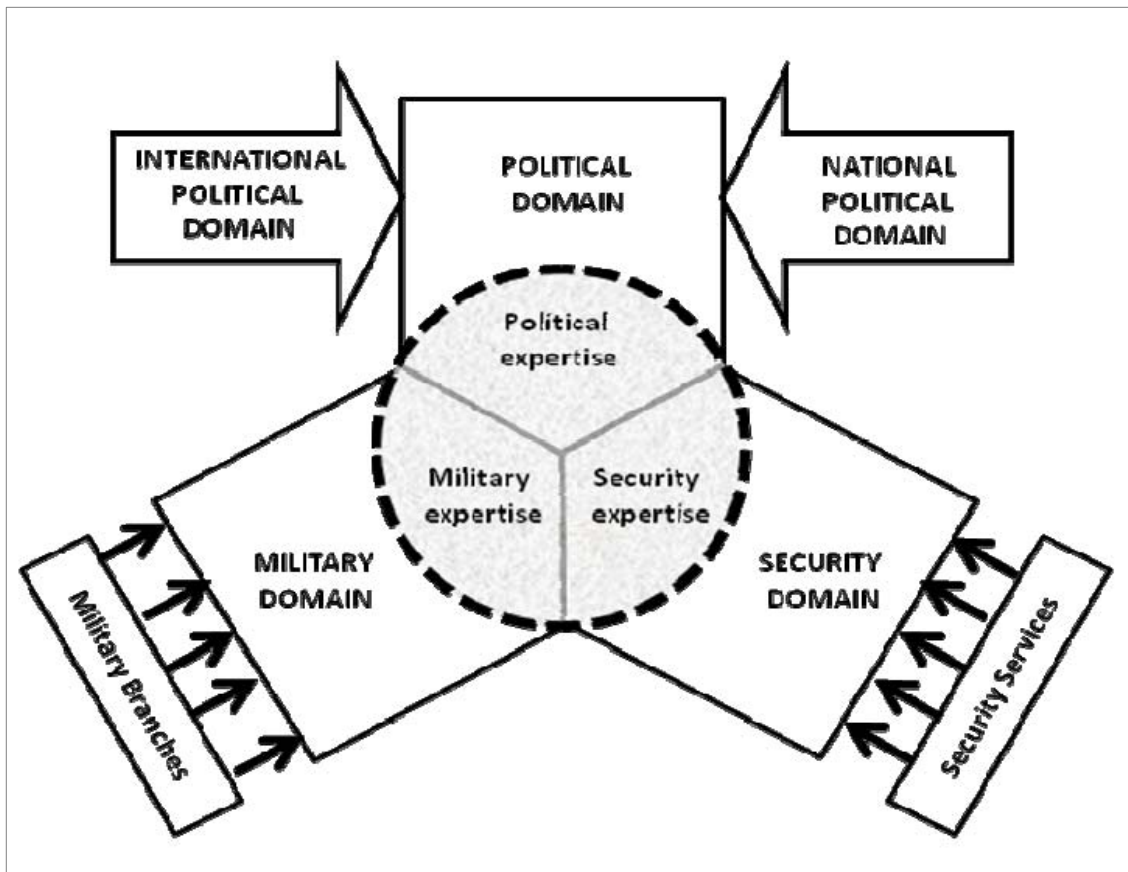 INTERNATIONAL
POLITICAL
DOMAIN
POLITICAL
DOMAIN
NATIONAL
POLITICAL
DOMAIN
Political
expertise
Military
expertise
Security
expertise
MILITARY
DOMAIN
SECURITY
DOMAIN
Military Branches
Security Services